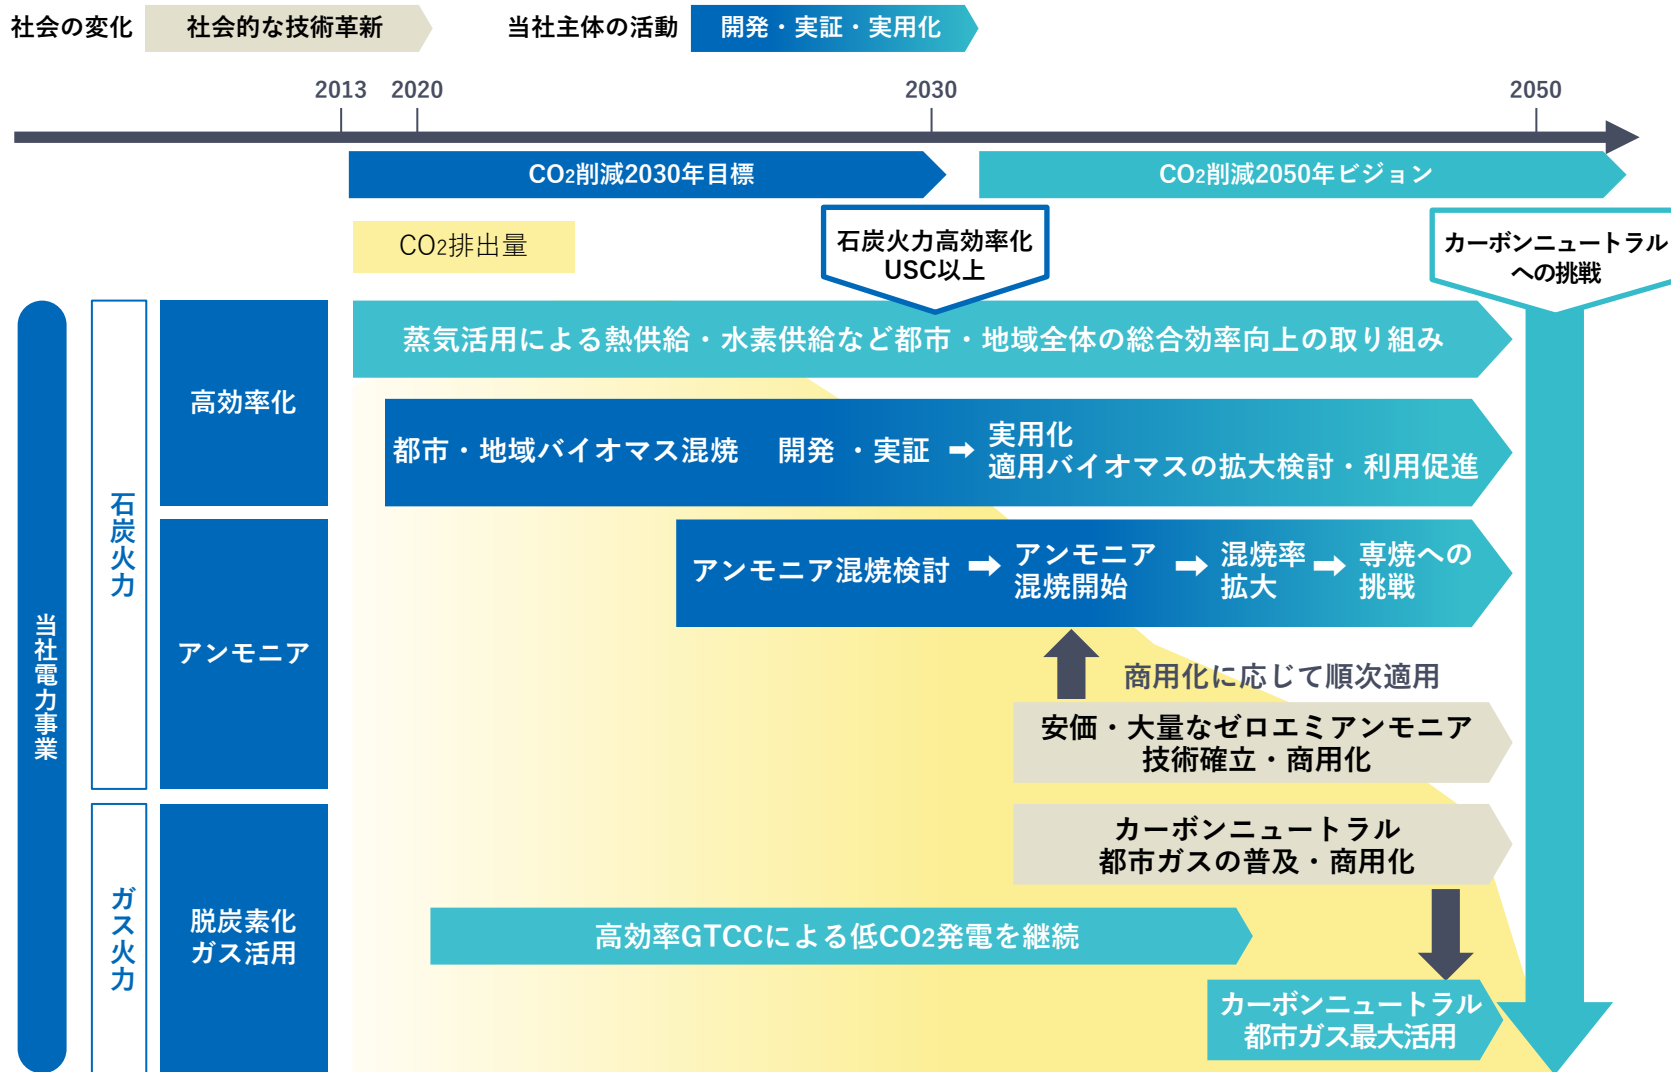 社会の変化
社会的な技術革新
当社主体の活動
開発・実証・実用化
2013
2020
2030
2050
CO2削減2030年目標
CO2削減2050年ビジョン
CO2排出量
石炭火力高効率化
USC以上
カーボンニュートラル
への挑戦
当社電力事業
石炭火力
高効率化
蒸気活用による熱供給・水素供給など都市・地域全体の総合効率向上の取り組み
都市・地域バイオマス混焼 開発・実証 ➡ 実用化
適用バイオマスの拡大検討・利用促進
アンモニア
アンモニア混焼検討 ➡ アンモニア
混焼開始
➡ 混焼率
拡大
➡ 専焼への
挑戦
商用化に応じて順次適用
安価・大量なゼロエミアンモニア
技術確立・商用化
ガス火力
脱炭素化
ガス活用
カーボンニュートラル
都市ガスの普及・商用化
高効率GTCCによる低CO2発電を継続
カーボンニュートラル
都市ガス最大活用